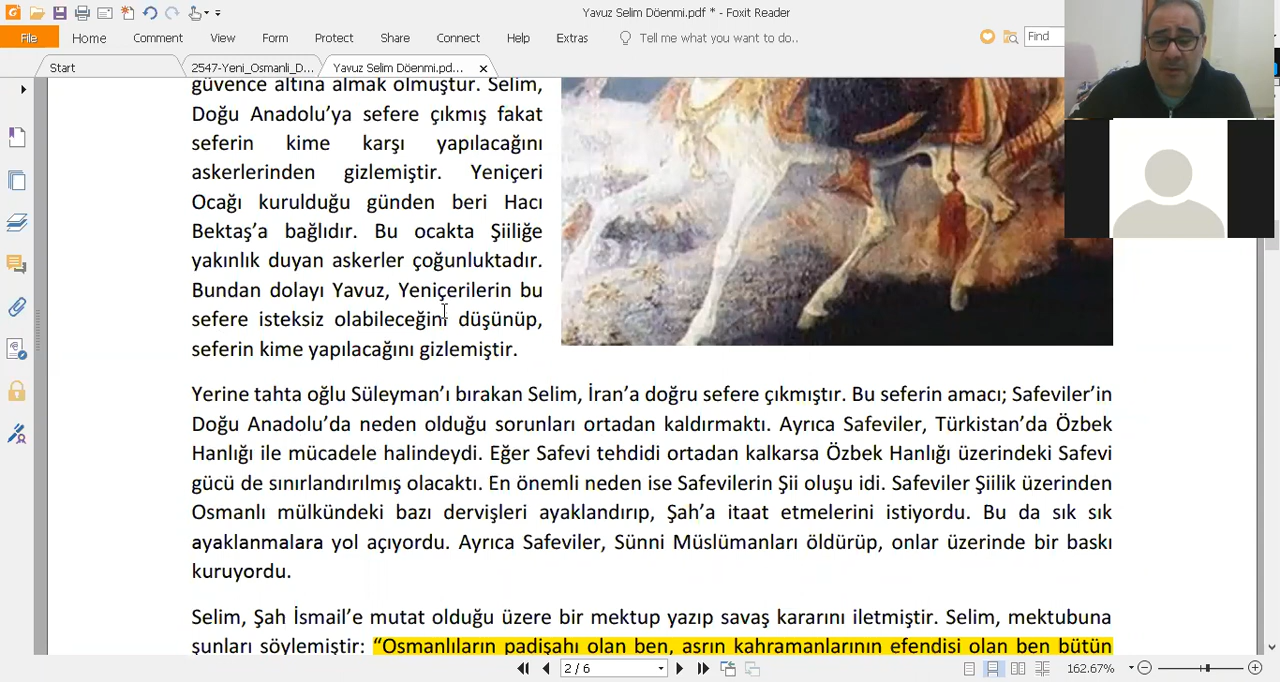 Yavuz Selim Döenmi.pdf * - Foxit Reader
File Home Comment View Form Protect Share Connect Help Extras Tell me what you want to do.. Find
Start 2547-Yeni_Osmanli_D... Yavuz Selim Döenmi.pd...
güvence altına almak olmuştur. Selim,
Doğu Anadolu’ya sefere çıkmış fakat
seferin kime karşı yapılacağını
askerlerinden gizlemiştir. Yeniçeri
Ocağı kurulduğu günden beri Hacı
Bektaş’a bağlıdır. Bu ocakta Şiiliğe
yakınlık duyan askerler çoğunluktadır.
Bundan dolayı Yavuz, Yeniçerilerin bu
sefere isteksiz olabileceğini düşünüp,
seferin kime yapılacağını gizlemiştir.
Yerine tahta oğlu Süleyman’ı bırakan Selim, İran’a doğru sefere çıkmıştır. Bu seferin amacı; Safeviler’in
Doğu Anadolu’da neden olduğu sorunları ortadan kaldırmaktı. Ayrıca Safeviler, Türkistan’da Özbek
Hanlığı ile mücadele halindeydi. Eğer Safevi tehdidi ortadan kalkarsa Özbek Hanlığı üzerindeki Safevi
gücü de sınırlandırılmış olacaktı. En önemli neden ise Safevilerin Şii oluşu idi. Safeviler Şiilik üzerinden
Osmanlı mülkündeki bazı dervişleri ayaklandırıp, Şah’a itaat etmelerini istiyordu. Bu da sık sık
ayaklanmalara yol açıyordu. Ayrıca Safeviler, Sünni Müslümanları öldürüp, onlar üzerinde bir baskı
kuruyordu.
Selim, Şah İsmail’e mutat olduğu üzere bir mektup yazıp savaş kararını iletmiştir. Selim, mektubuna
şunları söylemiştir: “Osmanlıların padişahı olan ben, asrın kahramanlarının efendisi olan ben bütün
2 / 6
162.67%